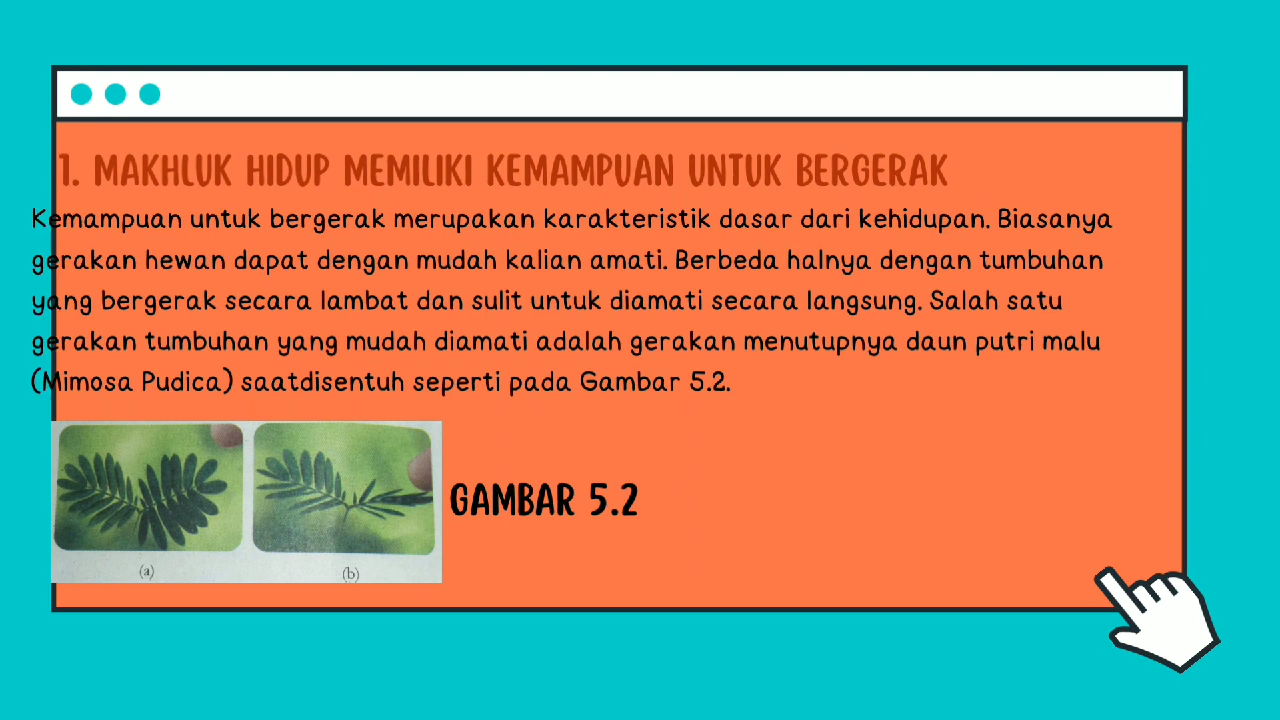 1. MAKHLUK HIDUP MEMILIKI KEMAMPUAN UNTUK BERGERAK
Kemampuan untuk bergerak merupakan karakteristik dasar dari kehidupan. Biasanya
gerakan hewan dapat dengan mudah kalian amati. Berbeda halnya dengan tumbuhan
yang bergerak secara lambat dan sulit untuk diamati secara langsung. Salah satu
gerakan tumbuhan yang mudah diamati adalah gerakan menutupnya daun putri malu
(Mimosa Pudica) saatdisentuh seperti pada Gambar 5.2.
GAMBAR 5.2
(a)
(b)